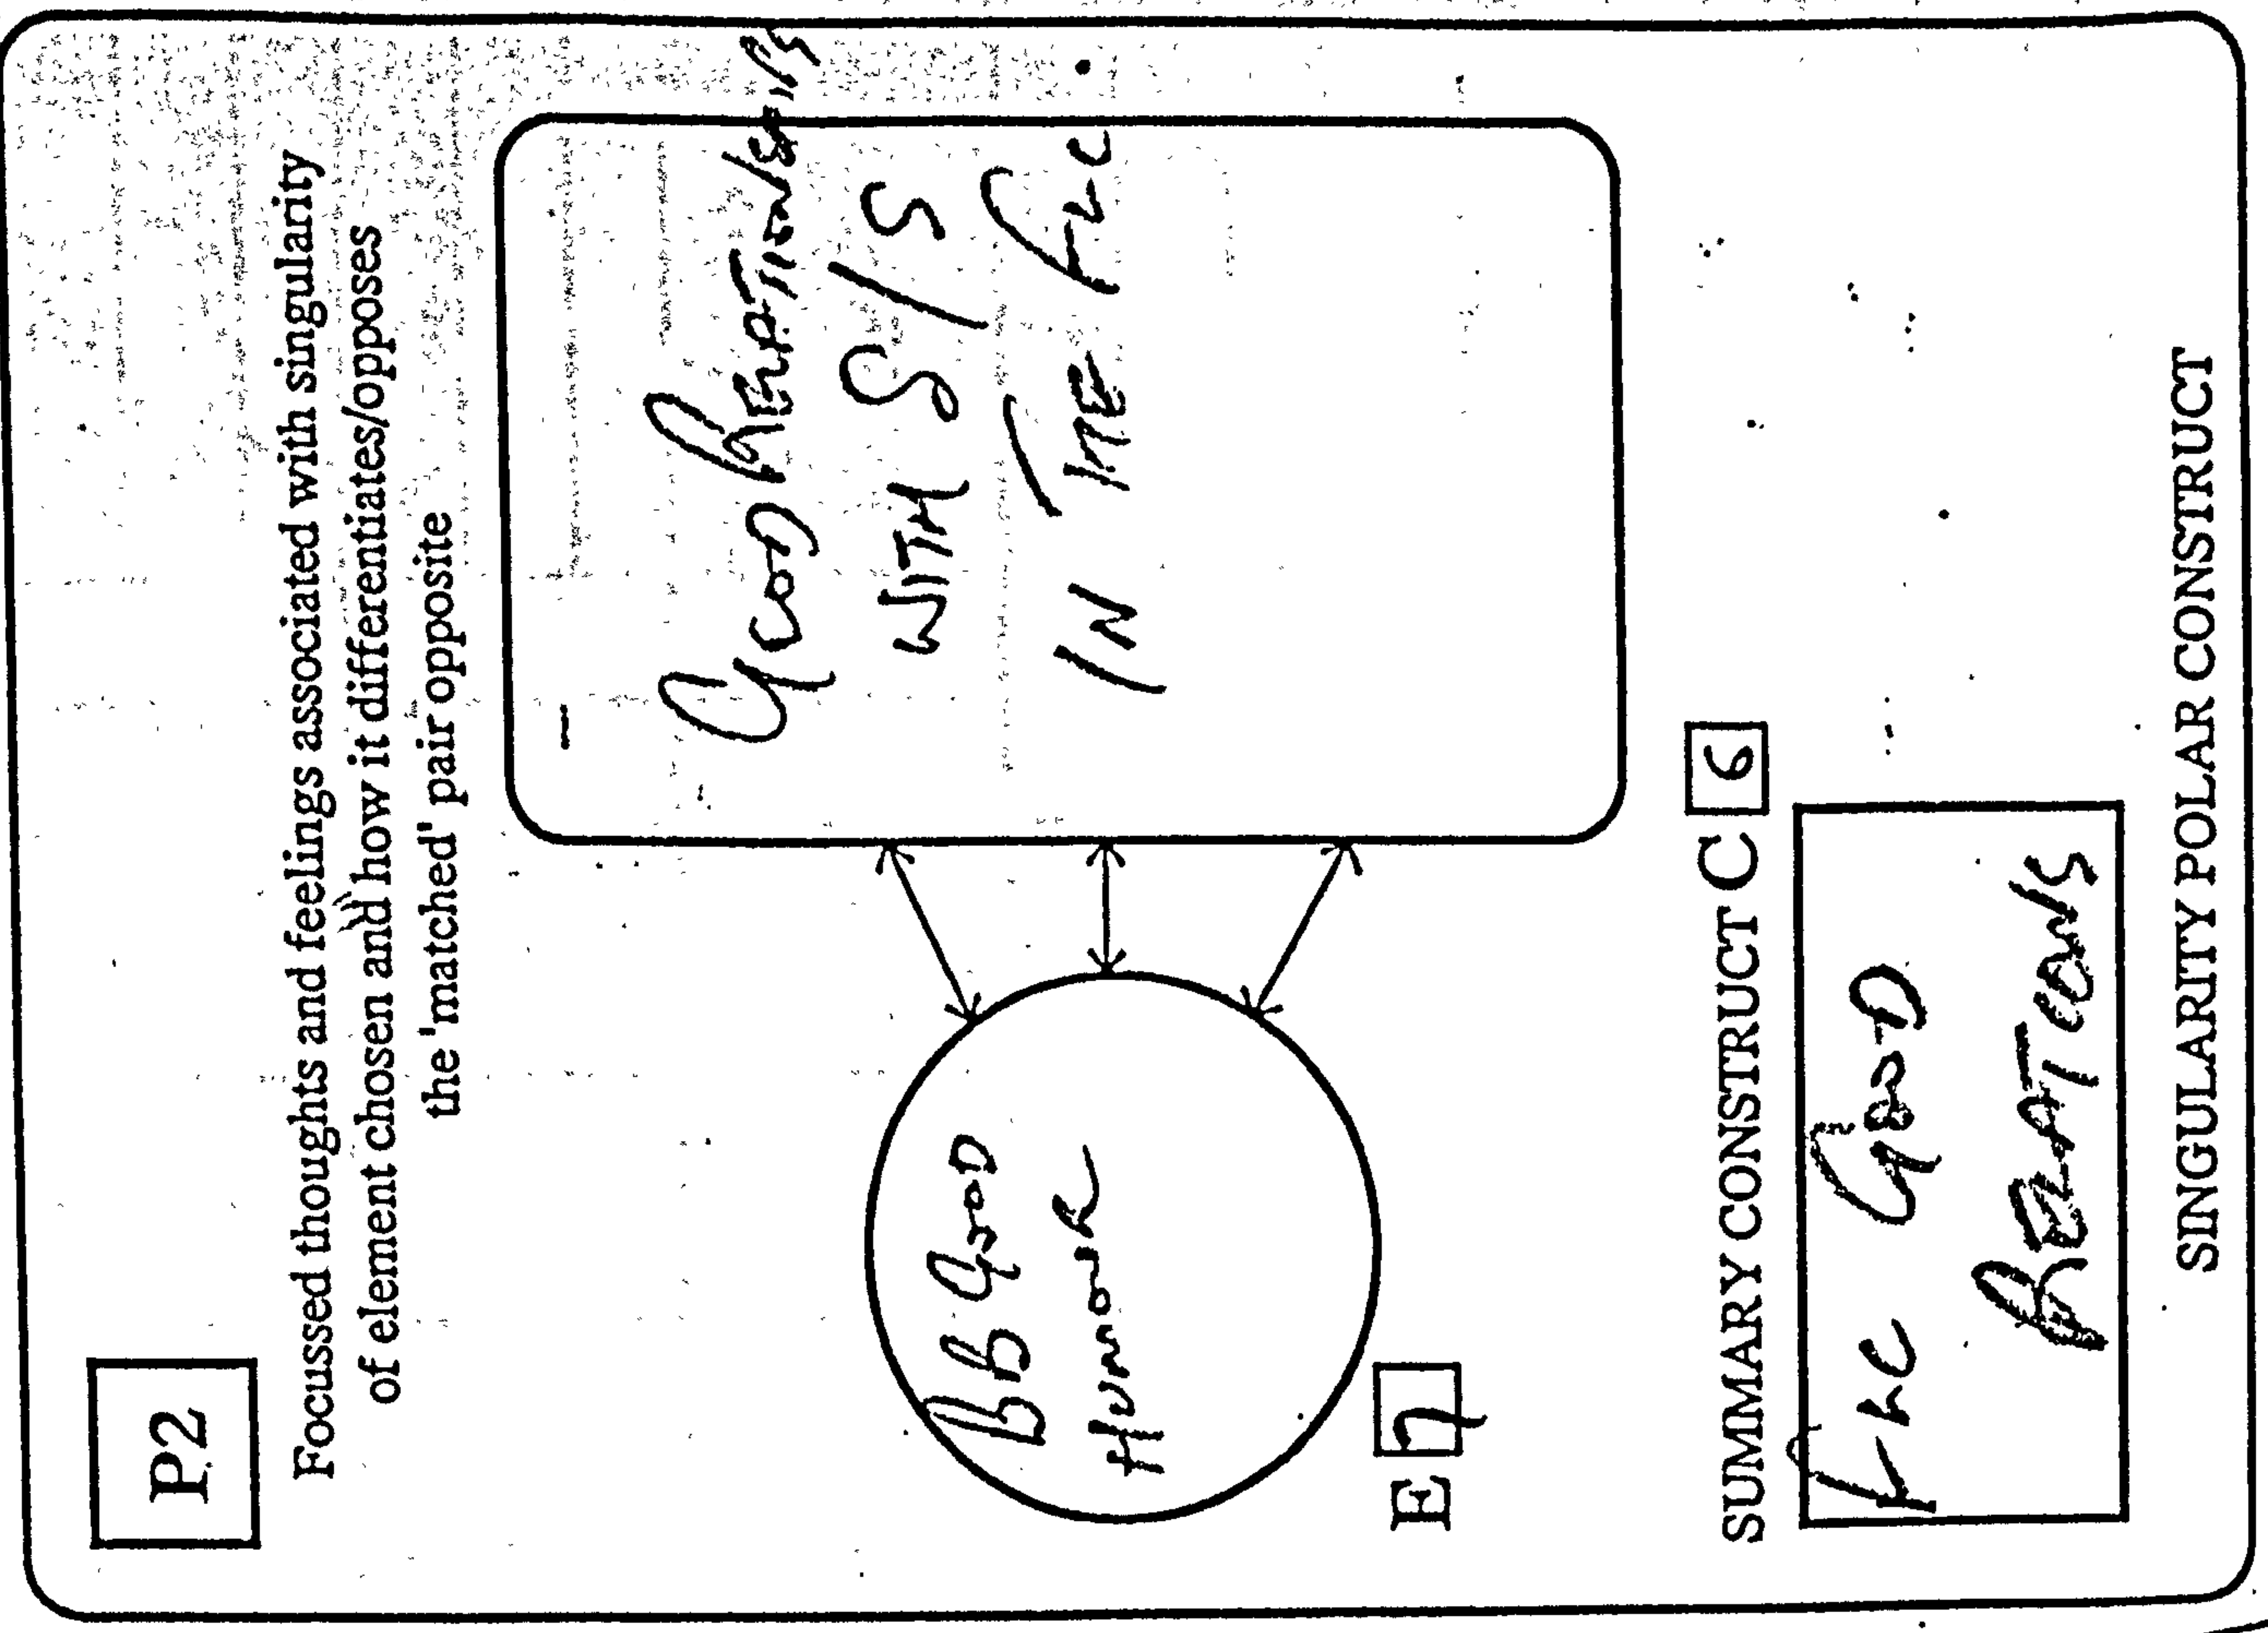 P2
Focussed thoughts and feelings associated with singularity
of element chosen and how it differentiates/opposes
the 'matched' pair opposite
GOOD RELATIONSHIPS
WITH S/S
IN THE FLC
BB GOOD
HUMOUR
E 7
SUMMARY CONSTRUCT C 6
FLC GOOD
RELATIONS
SINGULARITY POLAR CONSTRUCT